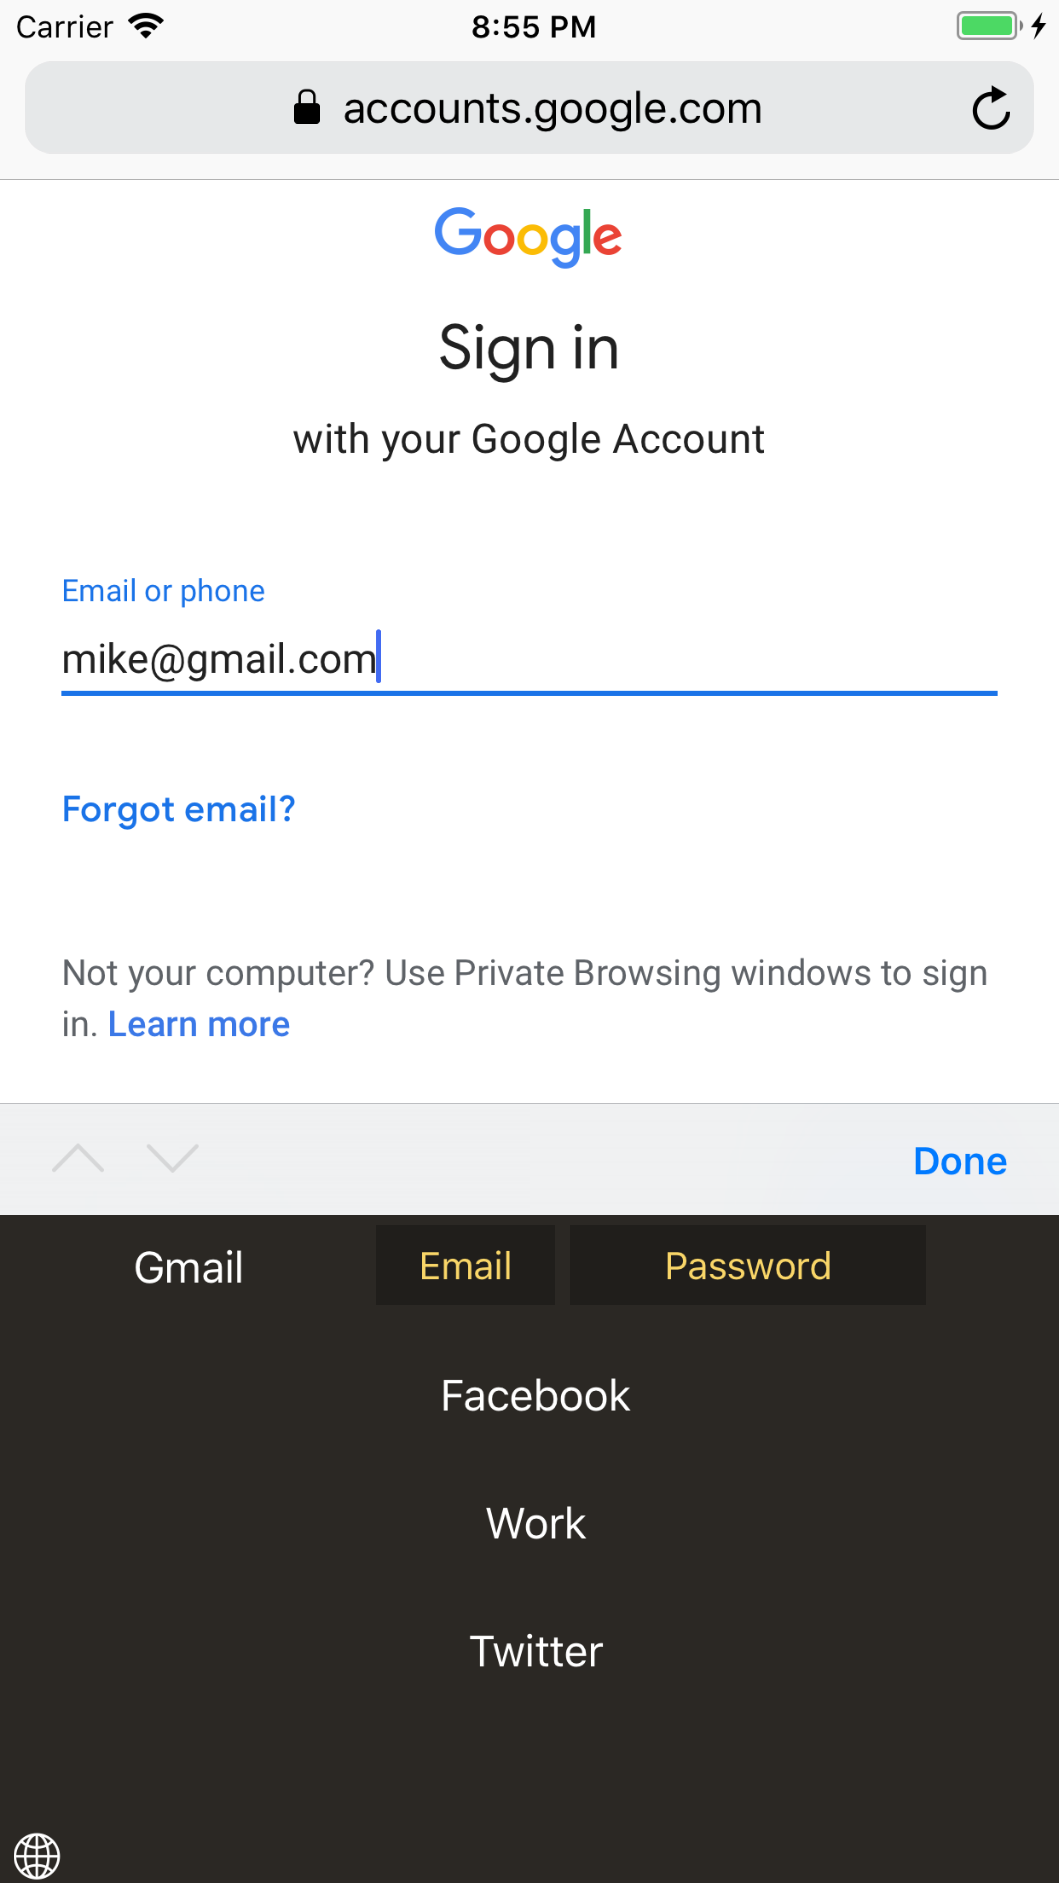 Carrier 8:55 PM
accounts.google.com
Google
Sign in
with your Google Account
Email or phone
mike@gmail.com
Forgot email?
Not your computer? Use Private Browsing windows to sign
in. Learn more
Done
Gmail Email Password
Facebook
Work
Twitter